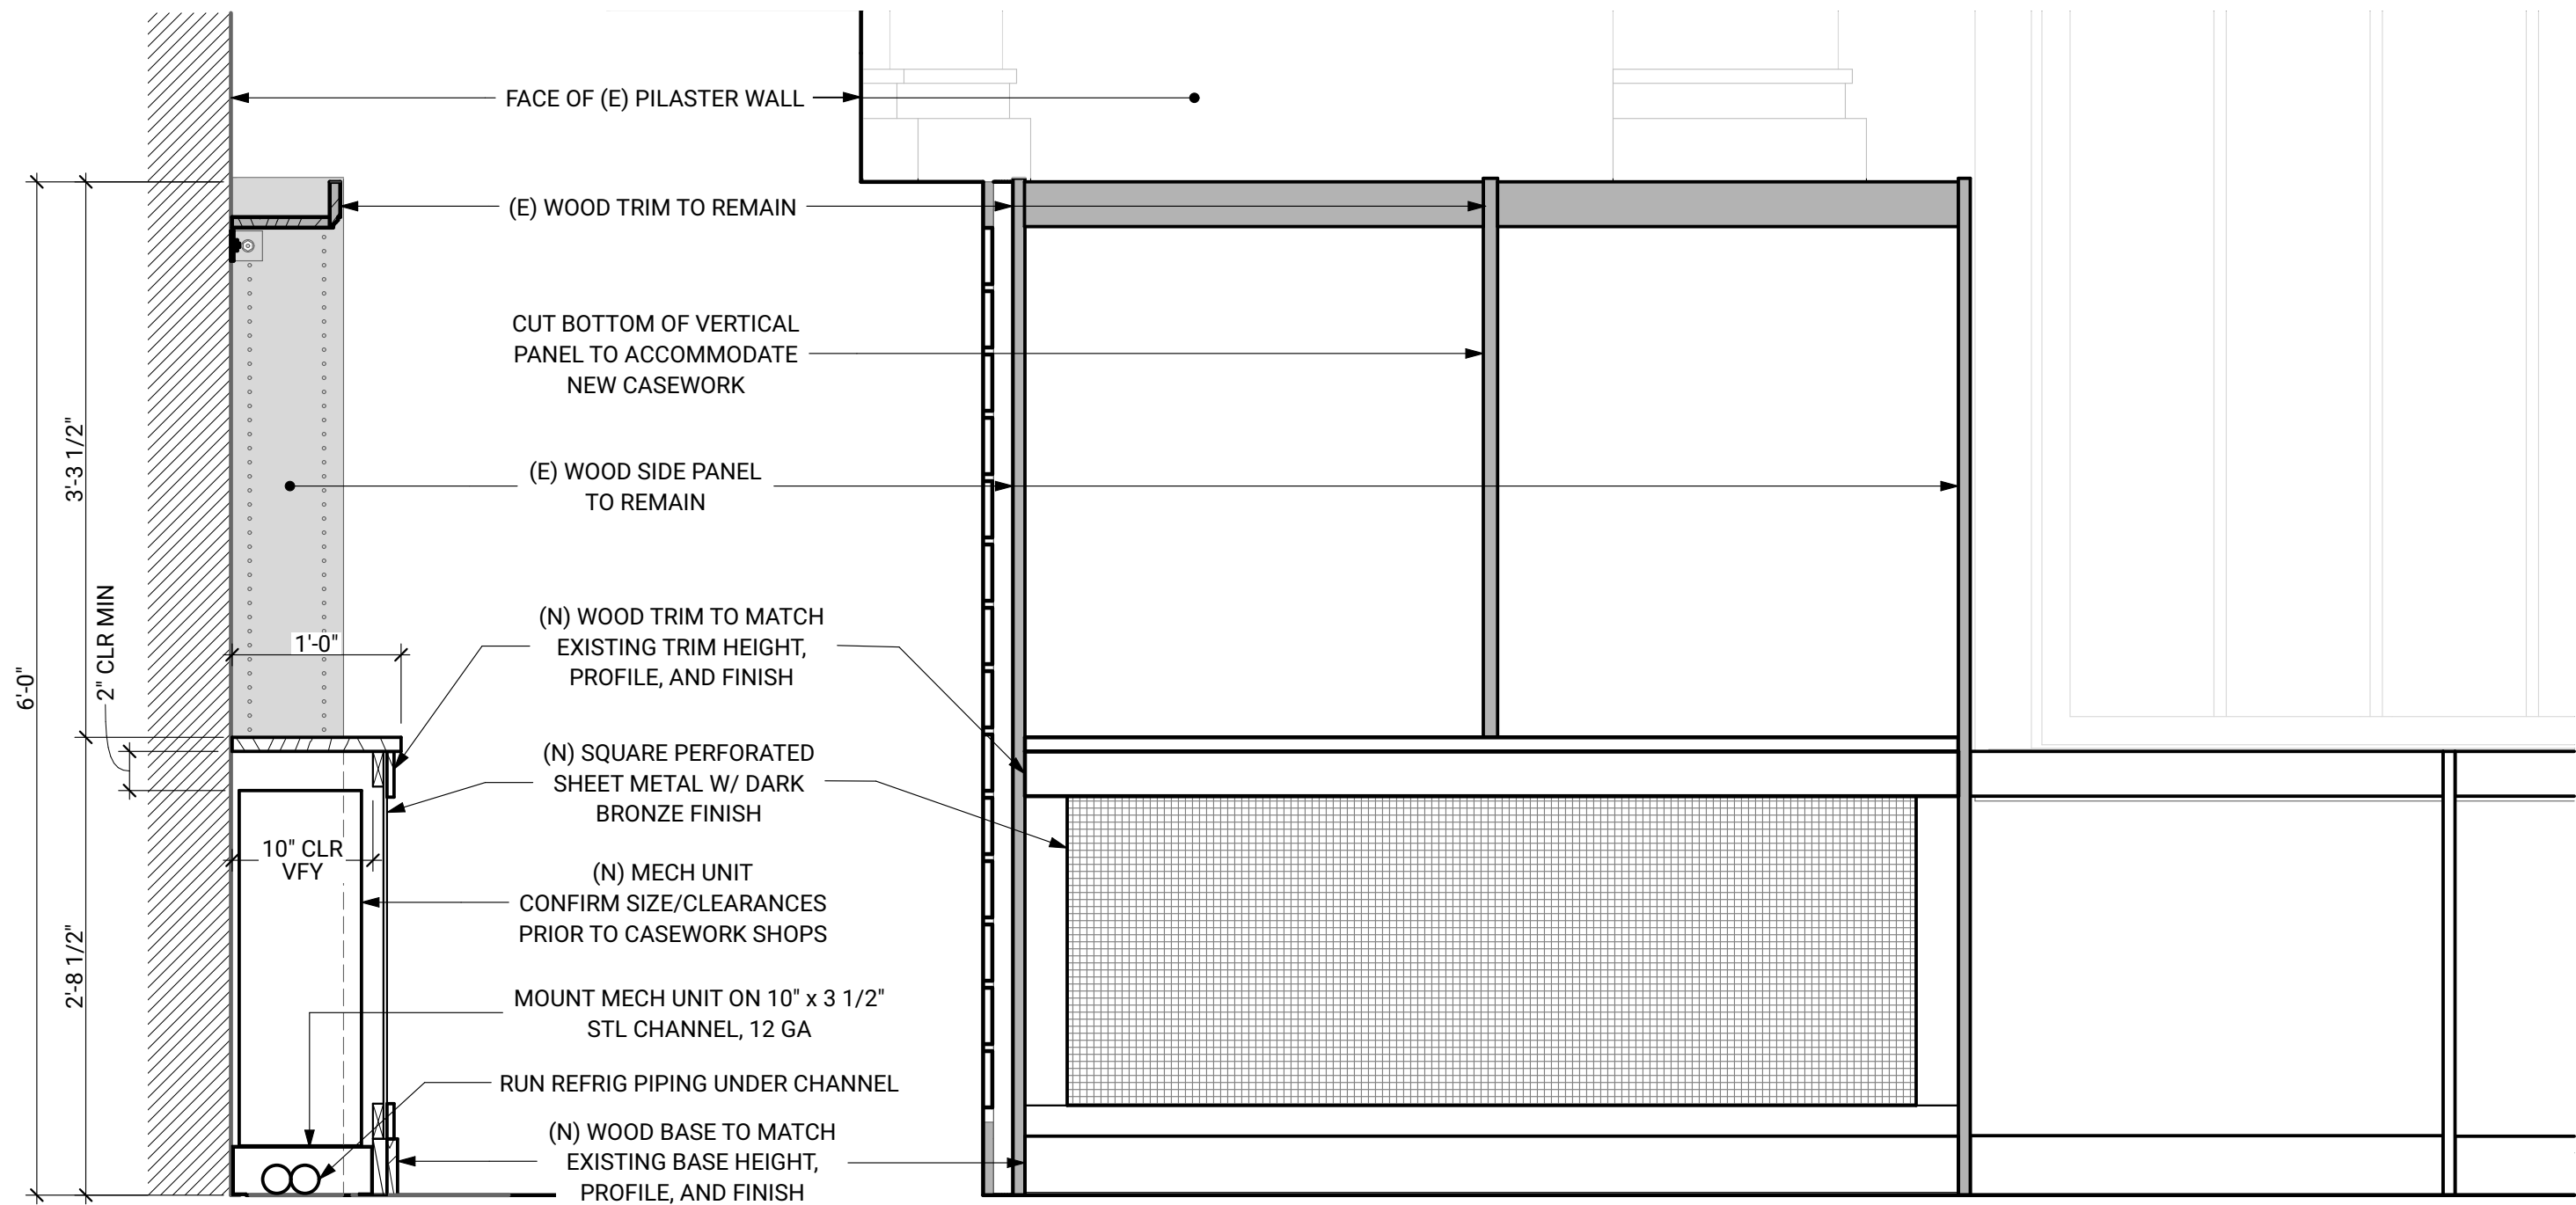 FACE OF (E) PILASTER WALL
(E) WOOD TRIM TO REMAIN
CUT BOTTOM OF VERTICAL
PANEL TO ACCOMMODATE
NEW CASEWORK
(E) WOOD SIDE PANEL
TO REMAIN
(N) WOOD TRIM TO MATCH
EXISTING TRIM HEIGHT,
PROFILE, AND FINISH
(N) SQUARE PERFORATED
SHEET METAL W/ DARK
BRONZE FINISH
(N) MECH UNIT
CONFIRM SIZE/CLEARANCES
PRIOR TO CASEWORK SHOPS
MOUNT MECH UNIT ON 10" x 3 1/2"
STL CHANNEL, 12 GA
RUN REFRIG PIPING UNDER CHANNEL
(N) WOOD BASE TO MATCH
EXISTING BASE HEIGHT,
PROFILE, AND FINISH
6'-0"
3'-3 1/2"
2" CLR MIN
2'-8 1/2"
1'-0"
10" CLR
VFY